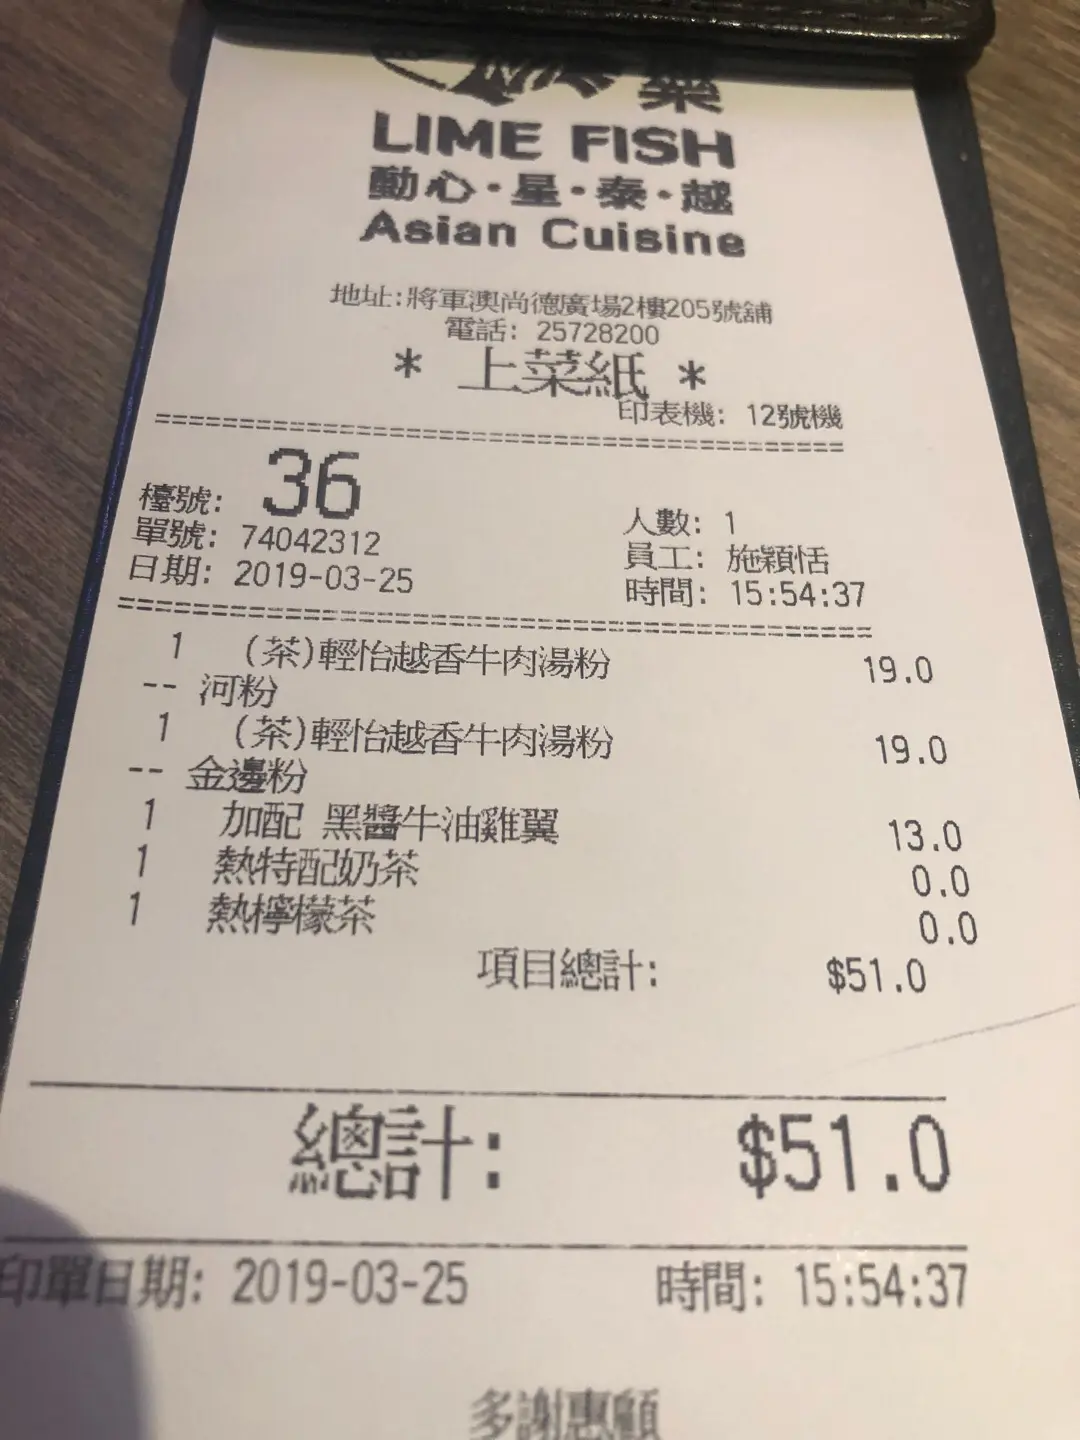 LIME FISH
動心·星·泰·越
Asian Cuisine
地址:將軍澳尚德廣場2樓205號舖
電話: 25728200
* 上菜紙 *
印表機: 12號機
檯號: 36
人數: 1
單號: 74042312
員工: 施穎恬
日期: 2019-03-25
時間: 15:54:37
1 (茶)輕怡越香牛肉湯粉 19.0
-- 河粉
1 (茶)輕怡越香牛肉湯粉 19.0
-- 金邊粉
1 加配 黑醬牛油雞翼 13.0
1 熱特配奶茶 0.0
1 熱檸檬茶 0.0
項目總計: $51.0
總計: $51.0
印單日期: 2019-03-25 時間: 15:54:37
多謝惠顧